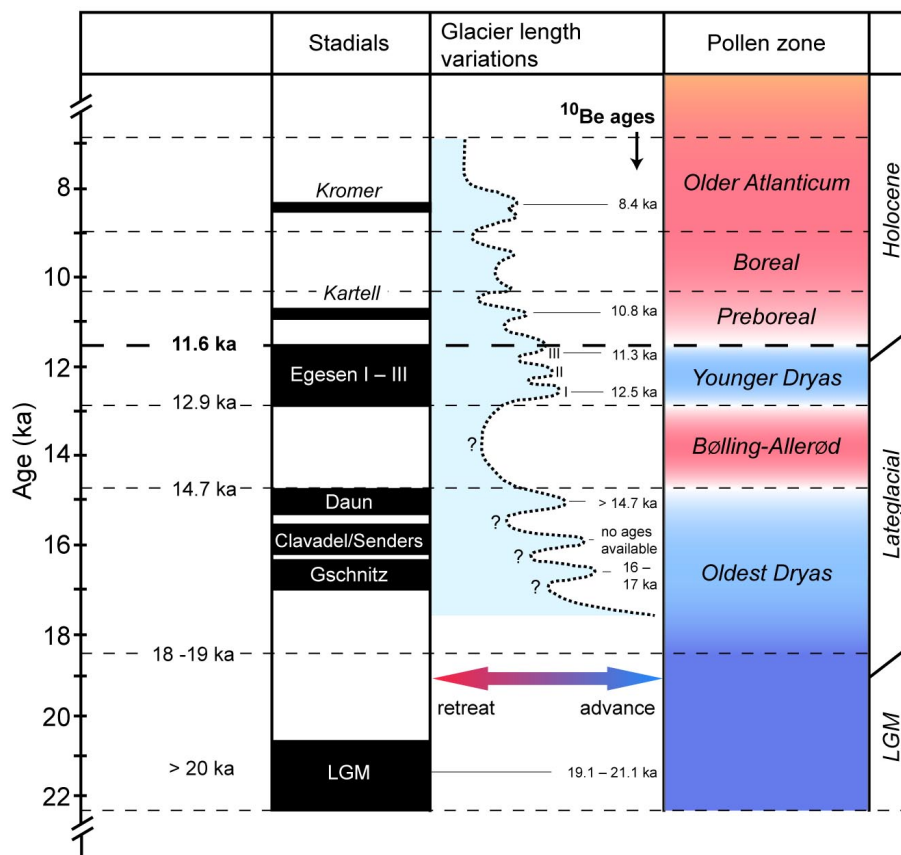 Stadials
Glacier length
variations
Pollen zone
¹⁰Be ages
Age (ka)
8
10
12
14
16
18
20
22
11.6 ka
12.9 ka
14.7 ka
18 -19 ka
> 20 ka
Kromer
Kartell
Egesen I – III
Daun
Clavadel/Senders
Gschnitz
LGM
8.4 ka
10.8 ka
III
11.3 ka
II
I
12.5 ka
?
> 14.7 ka
?
no ages
available
?
16 –
17 ka
?
retreat
advance
19.1 – 21.1 ka
Older Atlanticum
Boreal
Preboreal
Younger Dryas
Bølling-Allerød
Oldest Dryas
Holocene
Lateglacial
LGM